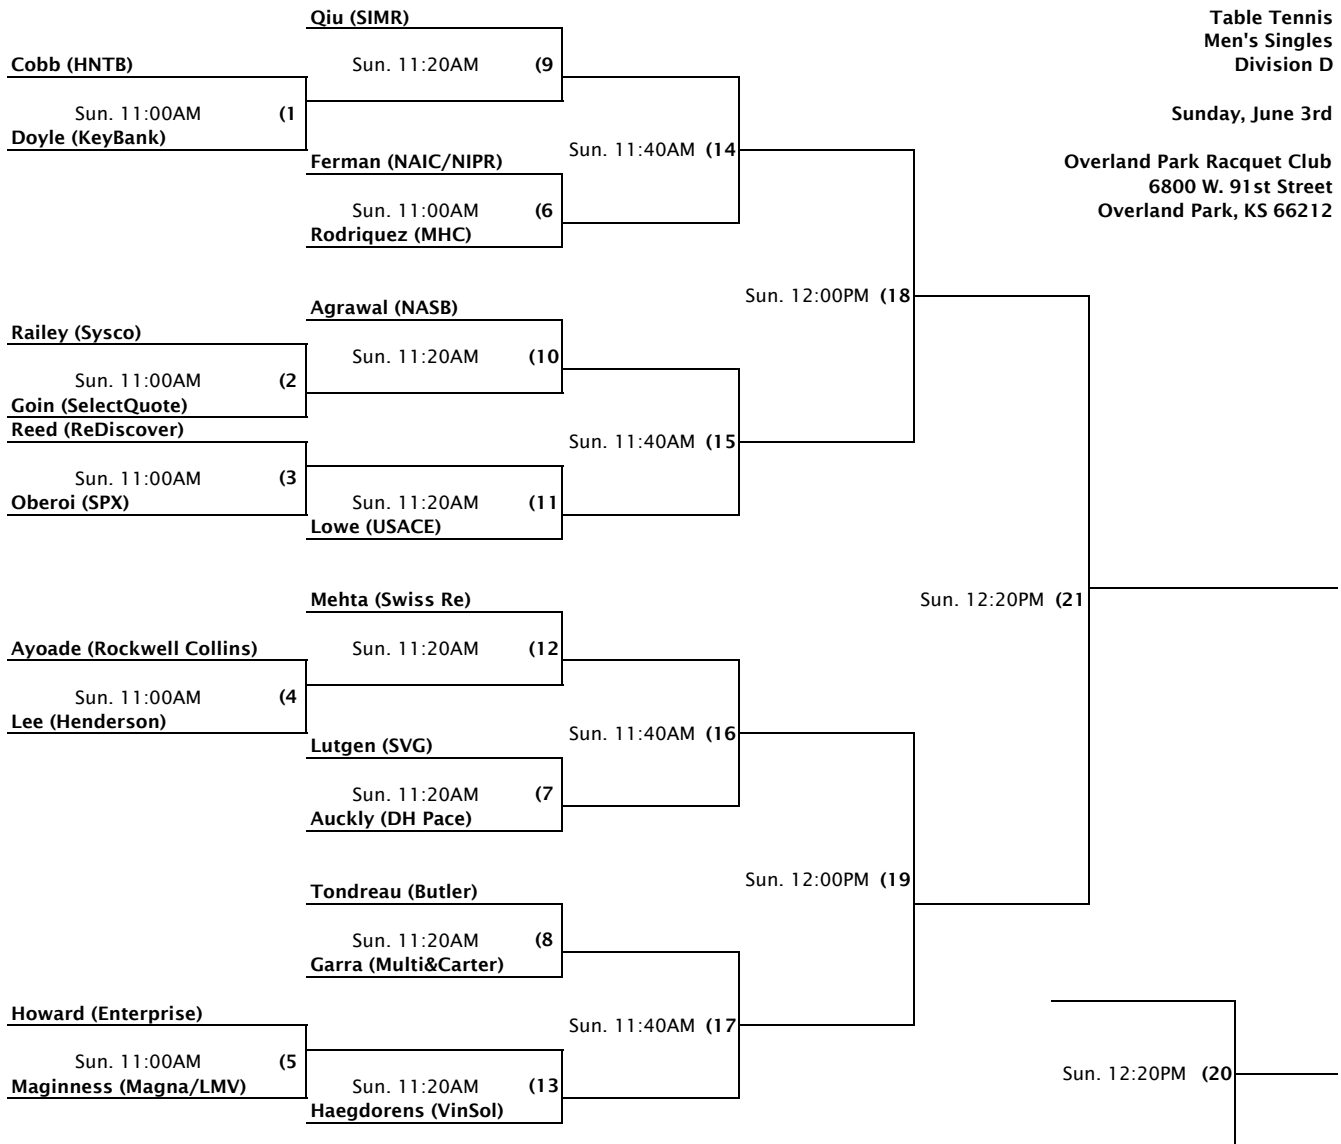 Qiu (SIMR)
Table Tennis
Men's Singles
Cobb (HNTB)
Sun. 11:20AM (9
Division D
Sun. 11:00AM (1
Sunday, June 3rd
Doyle (KeyBank)
Sun. 11:40AM (14
Ferman (NAIC/NIPR)
Overland Park Racquet Club
6800 W. 91st Street
Sun. 11:00AM (6
Overland Park, KS 66212
Rodriquez (MHC)
Sun. 12:00PM (18
Agrawal (NASB)
Railey (Sysco)
Sun. 11:20AM (10
Sun. 11:00AM (2
Goin (SelectQuote)
Reed (ReDiscover)
Sun. 11:40AM (15
Sun. 11:00AM (3
Oberoi (SPX)
Sun. 11:20AM (11
Lowe (USACE)
Mehta (Swiss Re)
Sun. 12:20PM (21
Ayoade (Rockwell Collins)
Sun. 11:20AM (12
Sun. 11:00AM (4
Lee (Henderson)
Sun. 11:40AM (16
Lutgen (SVG)
Sun. 11:20AM (7
Auckly (DH Pace)
Sun. 12:00PM (19
Tondreau (Butler)
Sun. 11:20AM (8
Garra (Multi&Carter)
Howard (Enterprise)
Sun. 11:40AM (17
Sun. 11:00AM (5
Sun. 12:20PM (20
Maginness (Magna/LMV)
Sun. 11:20AM (13
Haegdorens (VinSol)